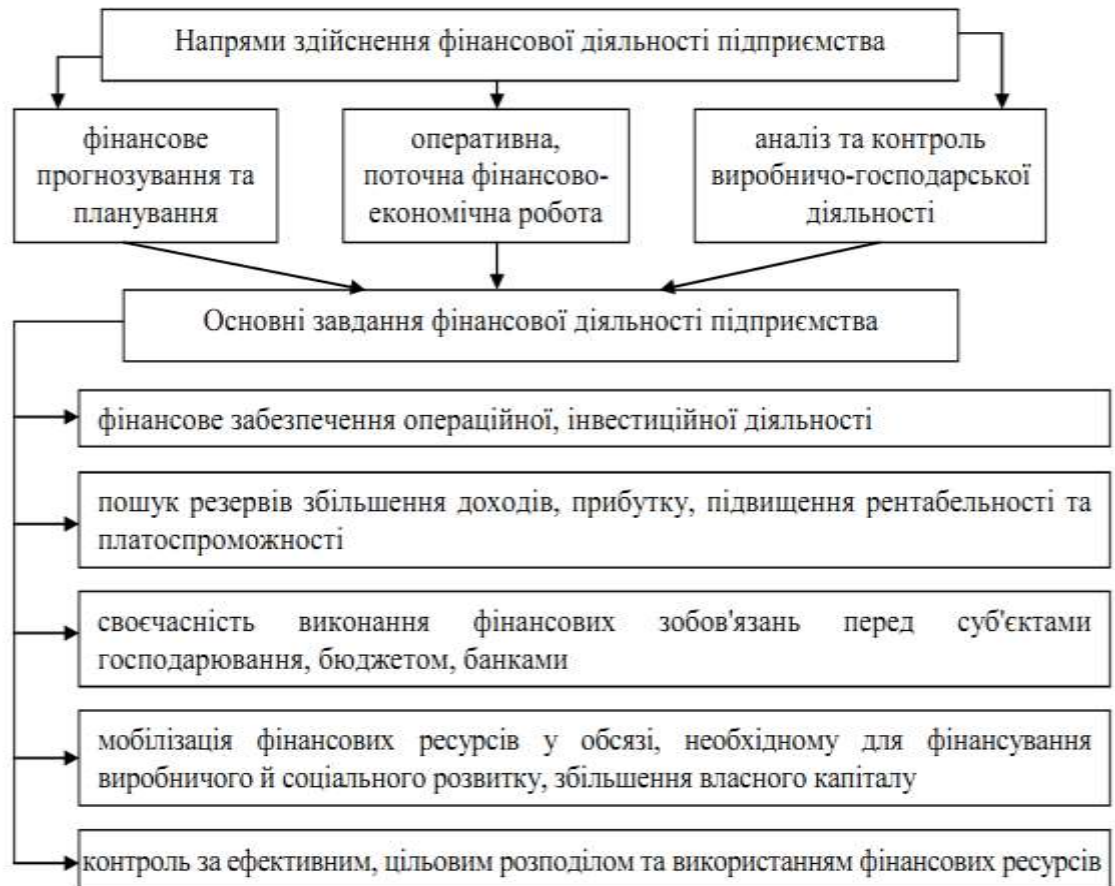 Напрями здійснення фінансової діяльності підприємства
фінансове
прогнозування та
планування
оперативна,
поточна фінансово-
економічна робота
аналіз та контроль
виробничо-господарської
діяльності
Основні завдання фінансової діяльності підприємства
фінансове забезпечення операційної, інвестиційної діяльності
пошук резервів збільшення доходів, прибутку, підвищення рентабельності та
платоспроможності
своєчасність виконання фінансових зобов'язань перед суб'єктами
господарювання, бюджетом, банками
мобілізація фінансових ресурсів у обсязі, необхідному для фінансування
виробничого й соціального розвитку, збільшення власного капіталу
контроль за ефективним, цільовим розподілом та використанням фінансових ресурсів